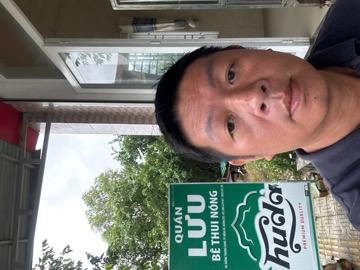 QUÁN
LƯU
BÊ THUI NÓNG
Huda
PREMIUM QUALITY